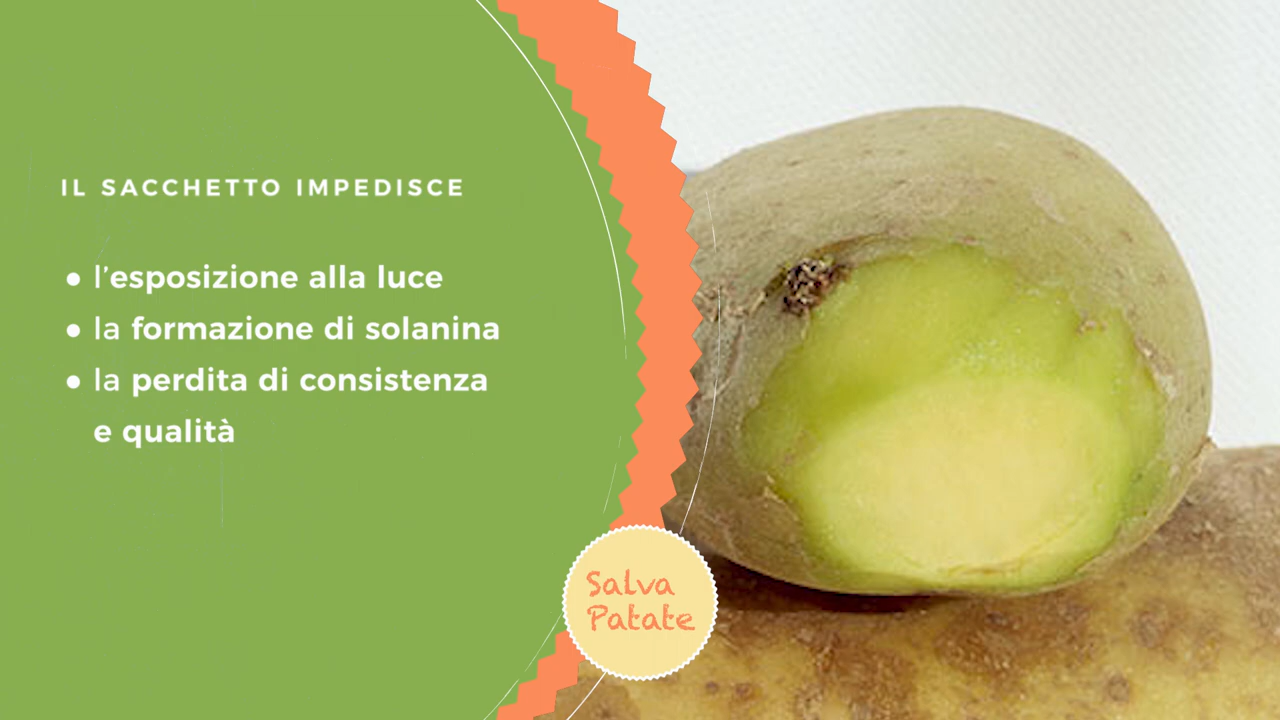 IL SACCHETTO IMPEDISCE
● l'esposizione alla luce
● la formazione di solanina
● la perdita di consistenza
e qualità
Salva
Patate